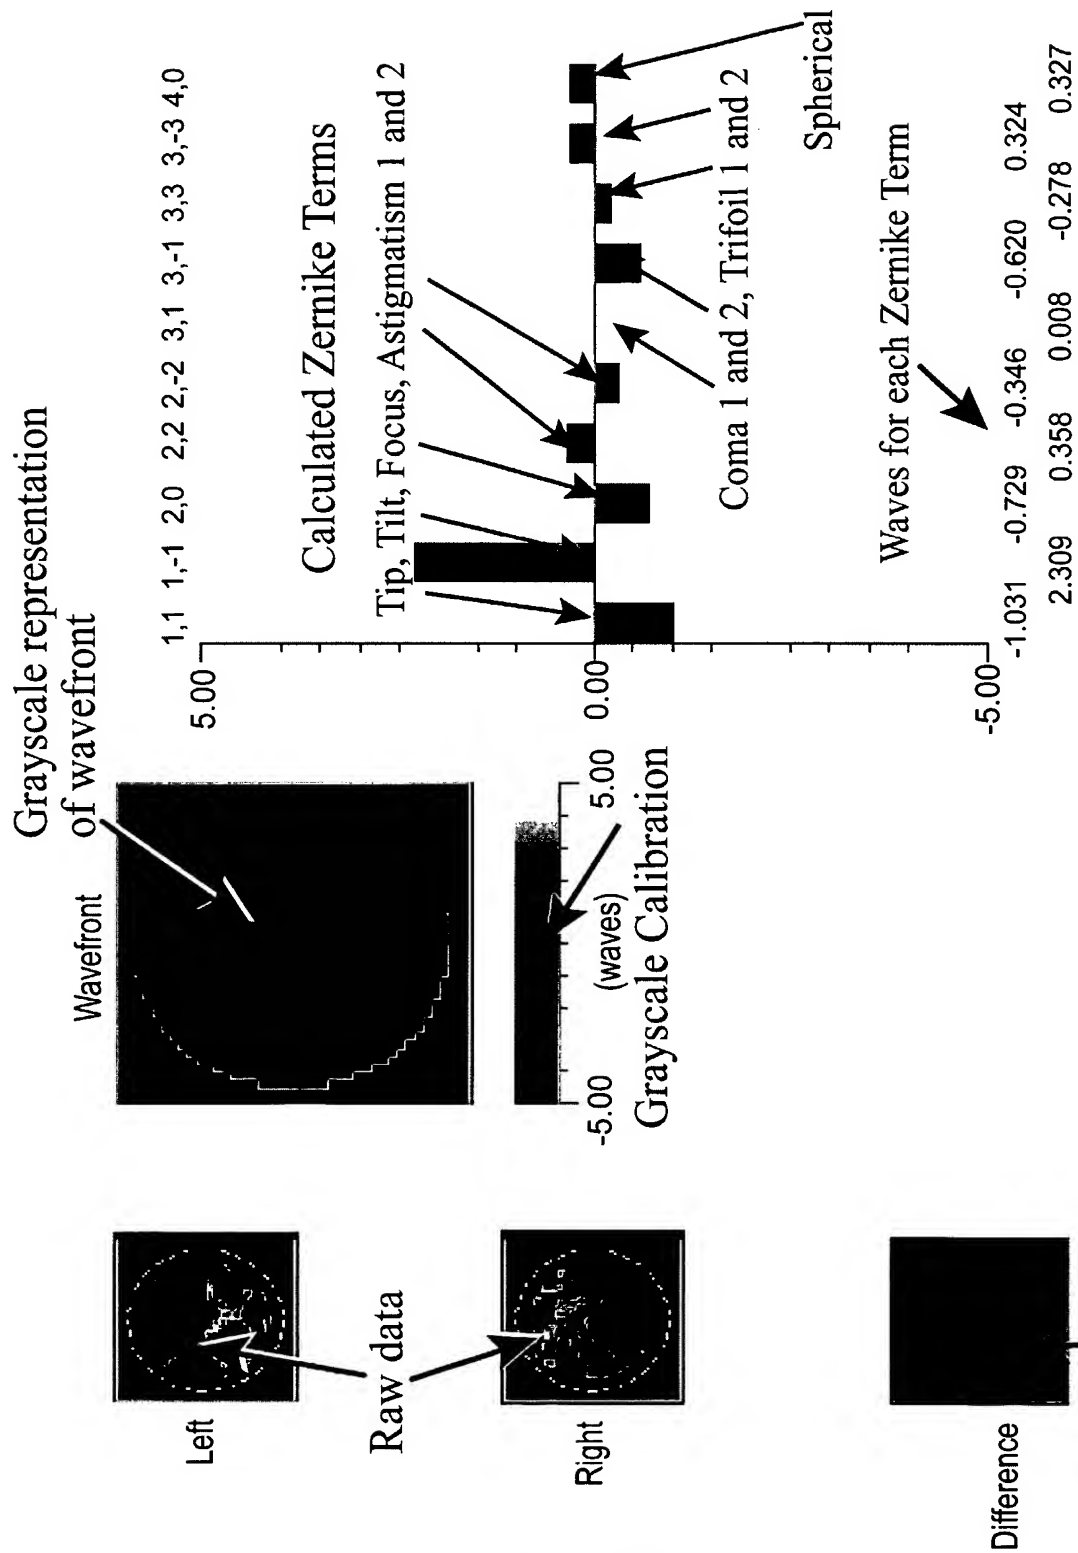 Left
Raw data
Right
Difference
Grayscale representation
of wavefront
Wavefront
-5.00
(waves)
5.00
Grayscale Calibration
1,1 1,-1 2,0 2,2 2,-2 3,1 3,-1 3,3 3,-3 4,0
5.00
Calculated Zernike Terms
Tip, Tilt, Focus, Astigmatism 1 and 2
0.00
Coma 1 and 2, Trifoil 1 and 2
Spherical
Waves for each Zernike Term
-5.00
-1.031 -0.729 -0.346 -0.620 0.324
2.309 0.358 0.008 -0.278 0.327